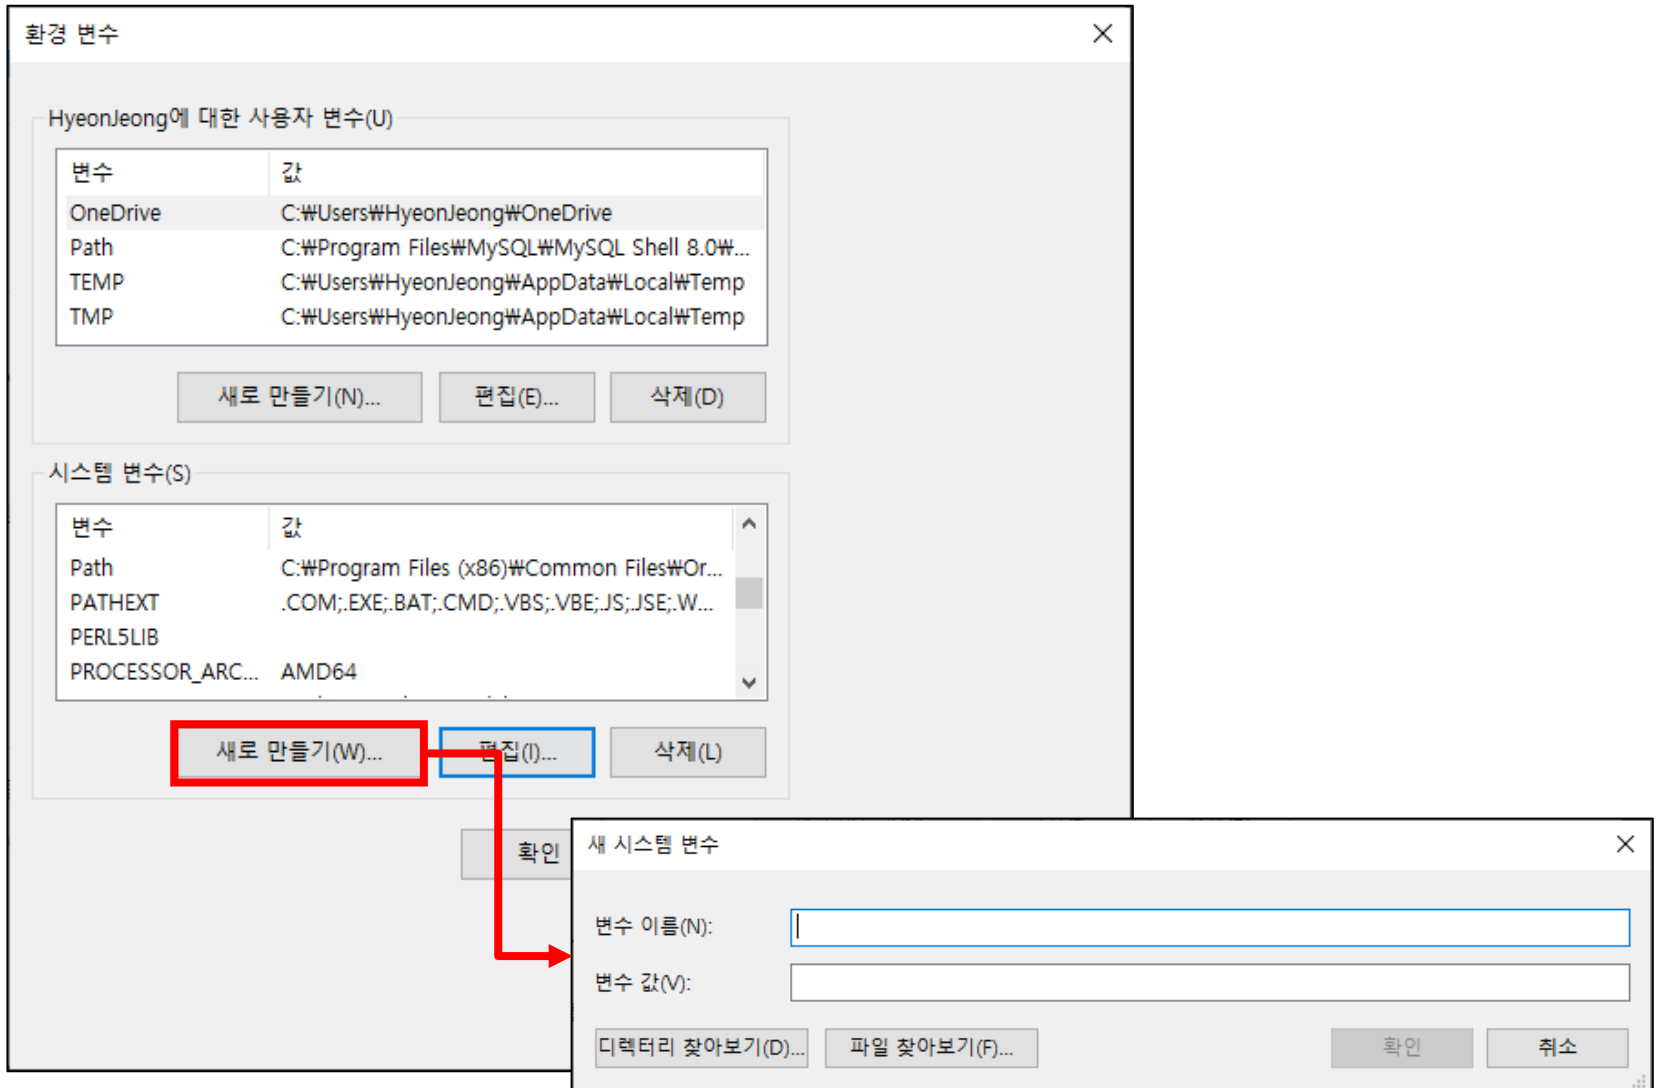 환경 변수
HyeonJeong에 대한 사용자 변수(U)
변수 값
OneDrive C:₩Users₩HyeonJeong₩OneDrive
Path C:₩Program Files₩MySQL₩MySQL Shell 8.0₩...
TEMP C:₩Users₩HyeonJeong₩AppData₩Local₩Temp
TMP C:₩Users₩HyeonJeong₩AppData₩Local₩Temp
새로 만들기(N)... 편집(E)... 삭제(D)
시스템 변수(S)
변수 값
Path C:₩Program Files (x86)₩Common Files₩Or...
PATHEXT .COM;.EXE;.BAT;.CMD;.VBS;.VBE;.JS;.JSE;.W...
PERL5LIB
PROCESSOR_ARC... AMD64
새로 만들기(W)... 편집(I)... 삭제(L)
확인
새 시스템 변수
변수 이름(N):
변수 값(V):
디렉터리 찾아보기(D)... 파일 찾아보기(F)... 확인 취소